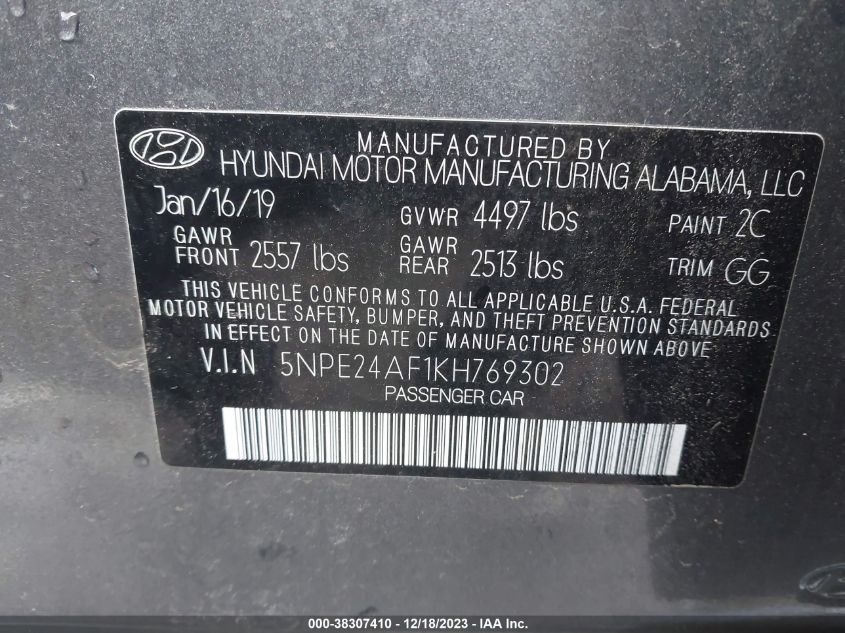 MANUFACTURED BY
HYUNDAI MOTOR MANUFACTURING ALABAMA, LLC
Jan/16/19 GVWR 4497 lbs PAINT 2C
GAWR FRONT 2557 lbs GAWR REAR 2513 lbs TRIM GG
THIS VEHICLE CONFORMS TO ALL APPLICABLE U.S.A. FEDERAL
MOTOR VEHICLE SAFETY, BUMPER, AND THEFT PREVENTION STANDARDS
IN EFFECT ON THE DATE OF MANUFACTURE SHOWN ABOVE
V.I.N 5NPE24AF1KH769302
PASSENGER CAR
000-38307410 - 12/18/2023 - IAA Inc.